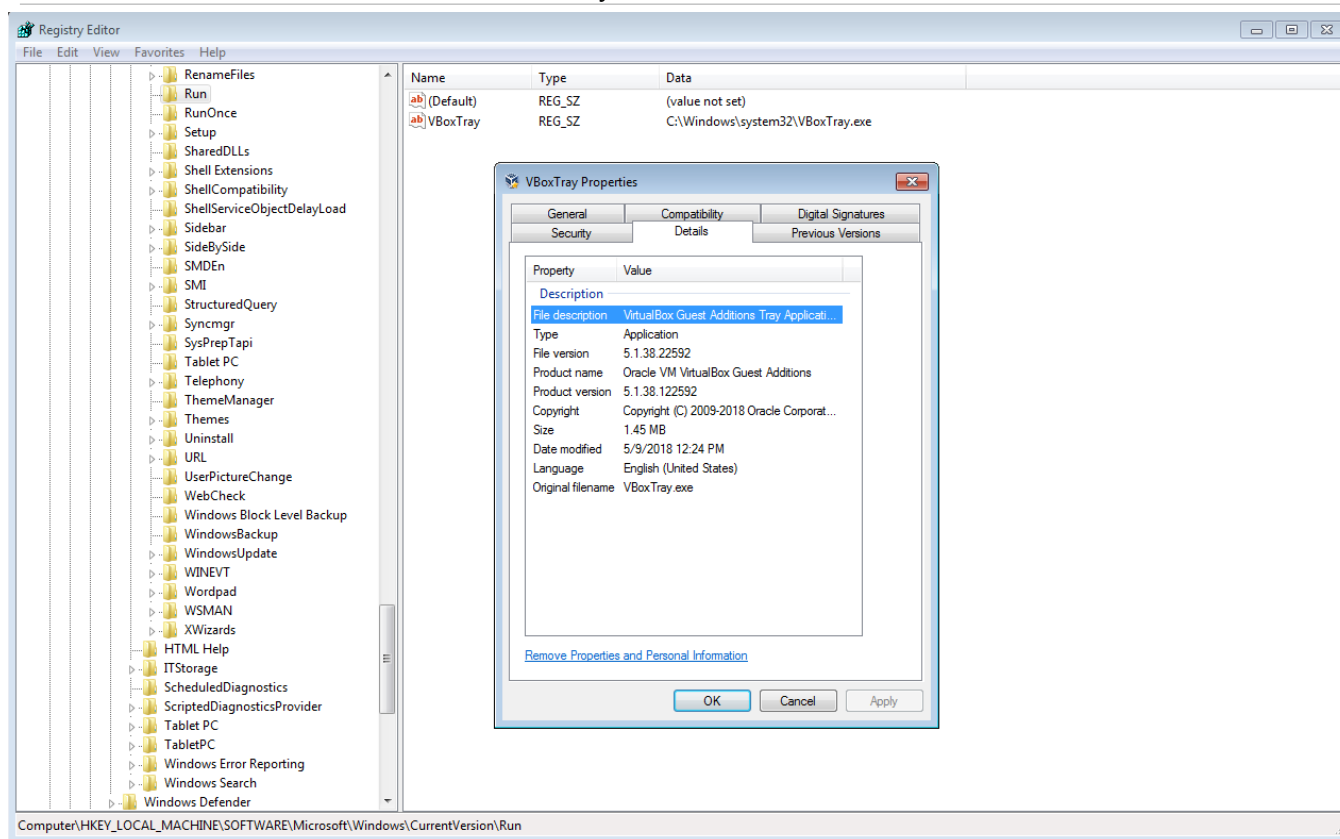 Registry Editor
File Edit View Favorites Help
RenameFiles
Run
RunOnce
Setup
SharedDLLs
Shell Extensions
ShellCompatibility
ShellServiceObjectDelayLoad
Sidebar
SideBySide
SMDEn
SMI
StructuredQuery
Syncmgr
SysPrepTapi
Tablet PC
Telephony
ThemeManager
Themes
Uninstall
URL
UserPictureChange
WebCheck
Windows Block Level Backup
WindowsBackup
WindowsUpdate
WINEVT
Wordpad
WSMAN
XWizards
HTML Help
ITStorage
ScheduledDiagnostics
ScriptedDiagnosticsProvider
Tablet PC
TabletPC
Windows Error Reporting
Windows Search
Windows Defender
Name Type Data
ab (Default) REG_SZ (value not set)
ab VBoxTray REG_SZ C:\Windows\system32\VBoxTray.exe
VBoxTray Properties
General Compatibility Digital Signatures
Security Details Previous Versions
Property Value
Description
File description VirtualBox Guest Additions Tray Applicati...
Type Application
File version 5.1.38.22592
Product name Oracle VM VirtualBox Guest Additions
Product version 5.1.38.122592
Copyright Copyright (C) 2009-2018 Oracle Corporat...
Size 1.45 MB
Date modified 5/9/2018 12:24 PM
Language English (United States)
Original filename VBoxTray.exe
Remove Properties and Personal Information
OK Cancel Apply
Computer\HKEY_LOCAL_MACHINE\SOFTWARE\Microsoft\Windows\CurrentVersion\Run